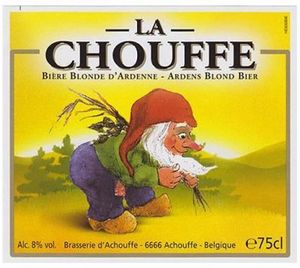 LA
CHOUFFE
BIÈRE BLONDE D'ARDENNE - ARDENS BLOND BIER
Alc. 8% vol. Brasserie d'Achouffe - 6666 Achouffe - Belgique e75cl